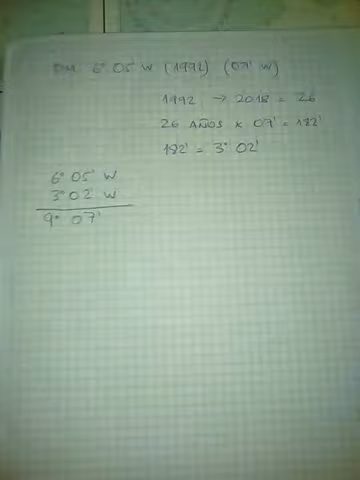 DM 6° 05' W (1992) (07' W)
1992 → 2018 = 26
26 AÑOS x 07' = 182'
182' = 3° 02'
6° 05' W
3° 02' W
9° 07'